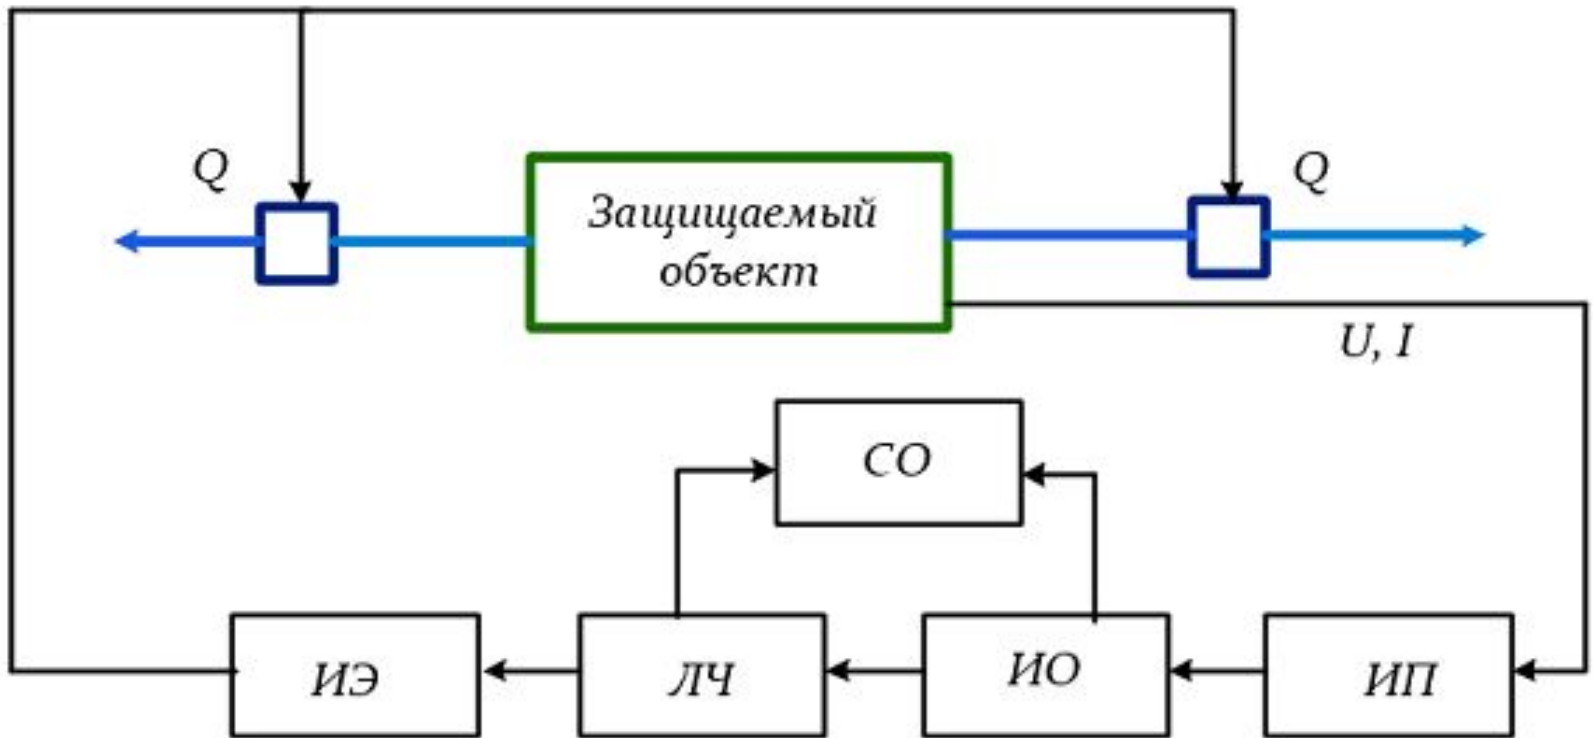 Q
Q
Защищаемый
объект
U, I
СО
ИЭ
ЛЧ
ИО
ИП